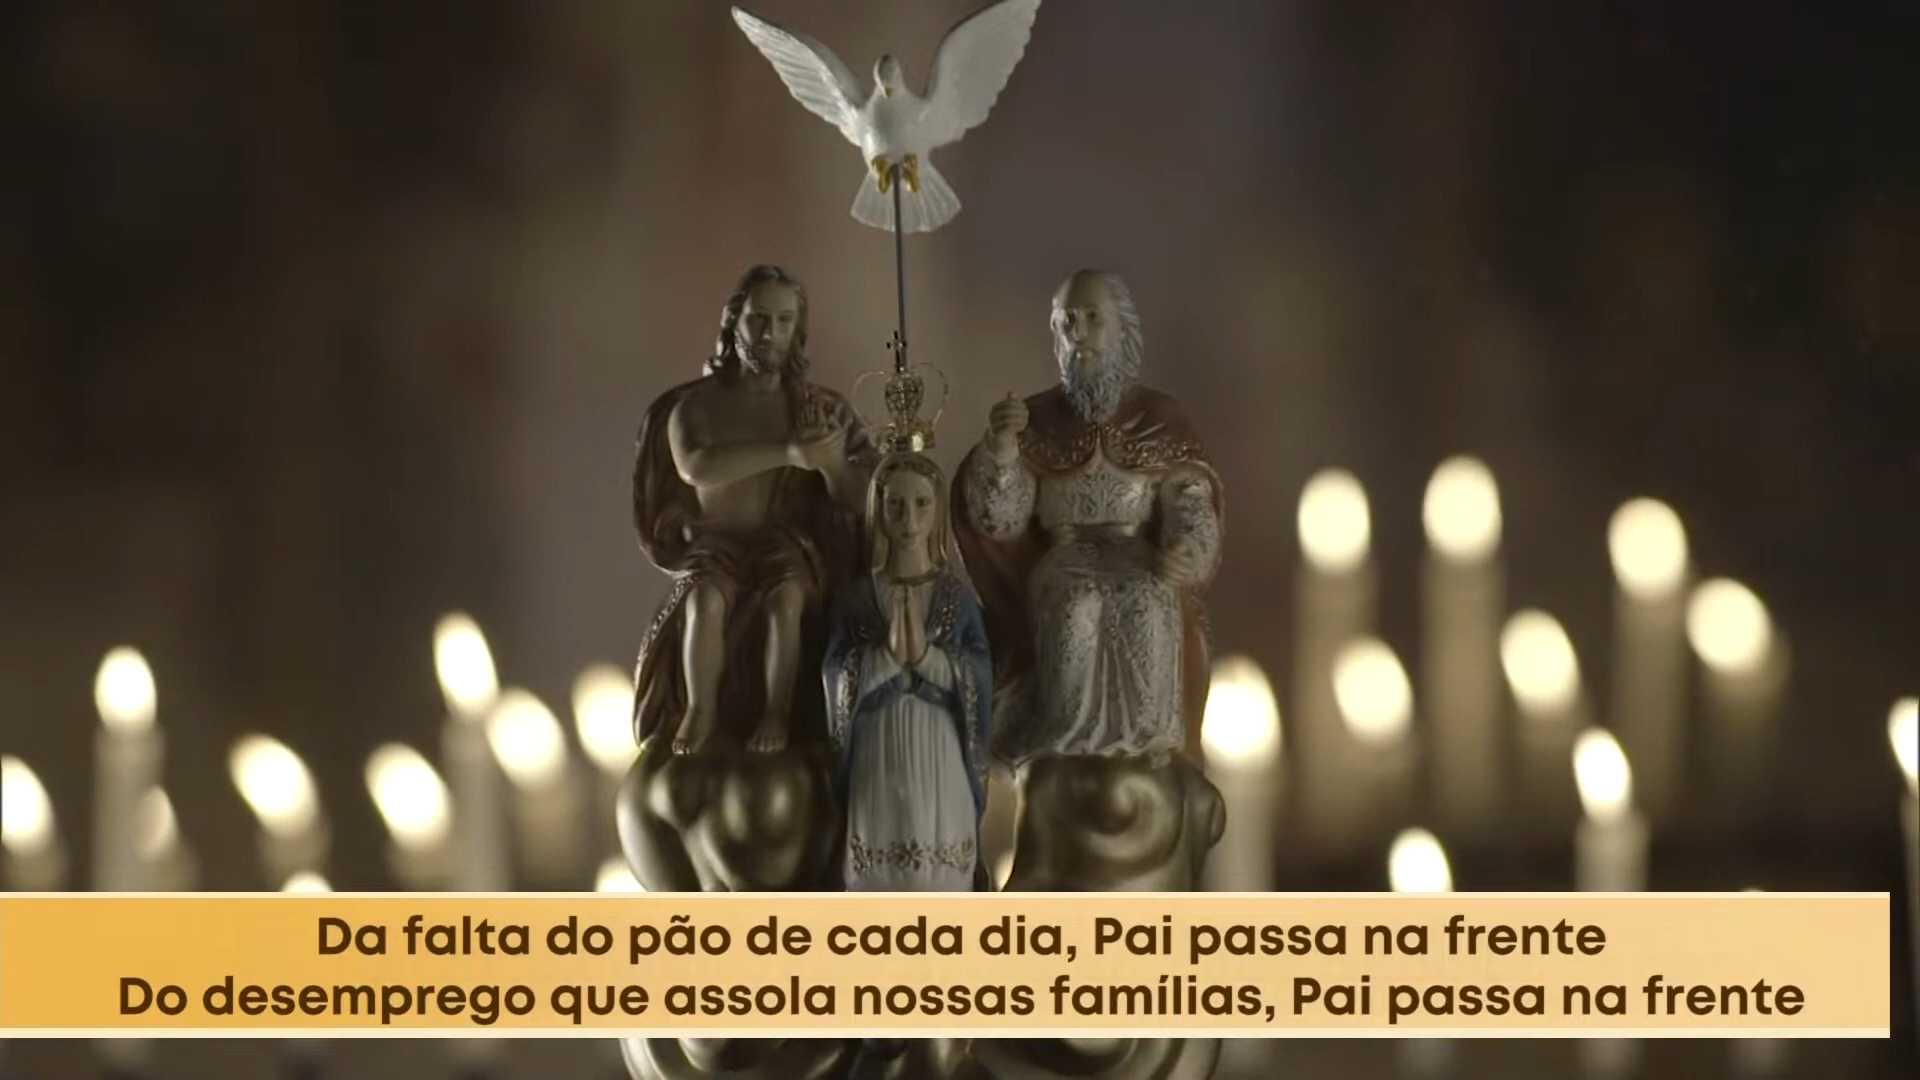 Da falta do pão de cada dia, Pai passa na frente
Do desemprego que assola nossas famílias, Pai passa na frente